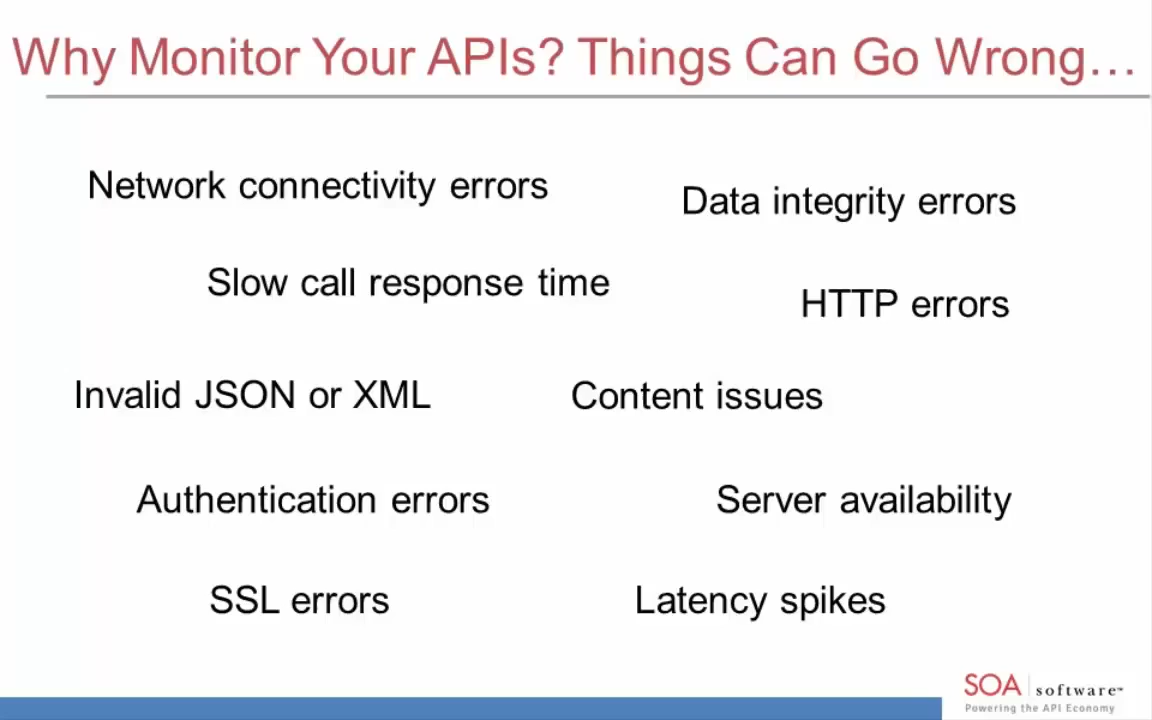 Why Monitor Your APIs? Things Can Go Wrong…
Network connectivity errors
Data integrity errors
Slow call response time
HTTP errors
Invalid JSON or XML
Content issues
Authentication errors
Server availability
SSL errors
Latency spikes
SOA software™
Powering the API Economy